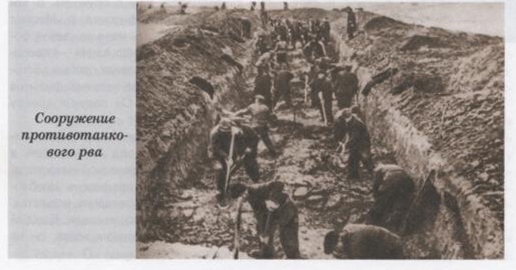 Сооружение
противотанко-
вого рва